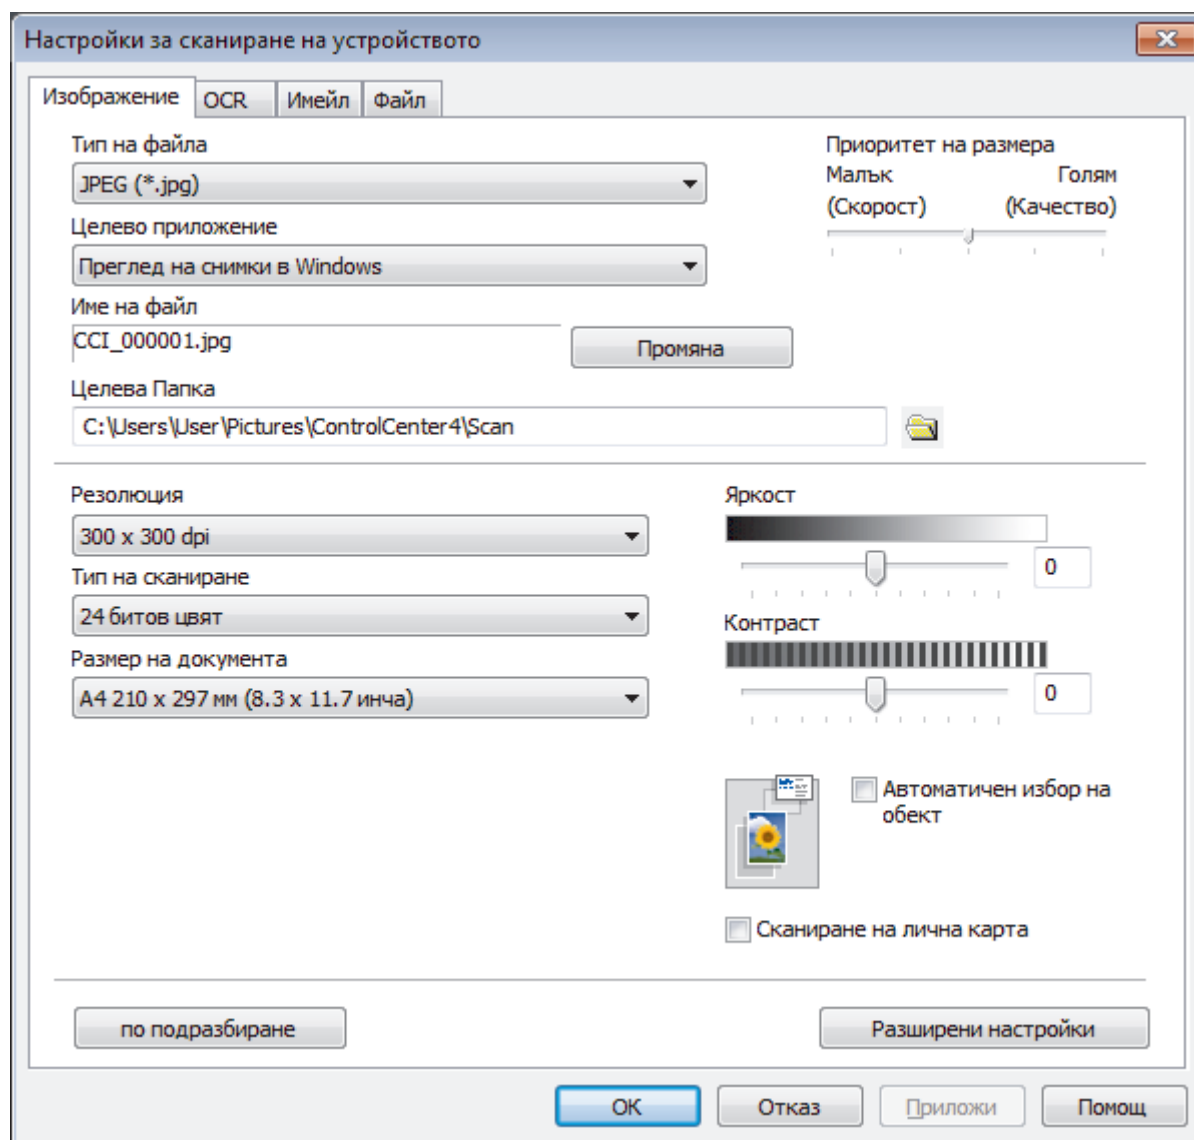 Настройки за сканиране на устройството
Изображение OCR Имейл Файл
Тип на файла
JPEG (*.jpg)
Целево приложение
Преглед на снимки в Windows
Име на файл
CCI_000001.jpg
Промяна
Целева Папка
C:\Users\User\Pictures\ControlCenter4\Scan
Приоритет на размера
Малък Голям
(Скорост) (Качество)
Резолюция
300 x 300 dpi
Тип на сканиране
24 битов цвят
Размер на документа
A4 210 x 297 мм (8.3 x 11.7 инча)
Яркост
0
Контраст
0
Автоматичен избор на
обект
Сканиране на лична карта
по подразбиране
Разширени настройки
OK Отказ Приложи Помощ